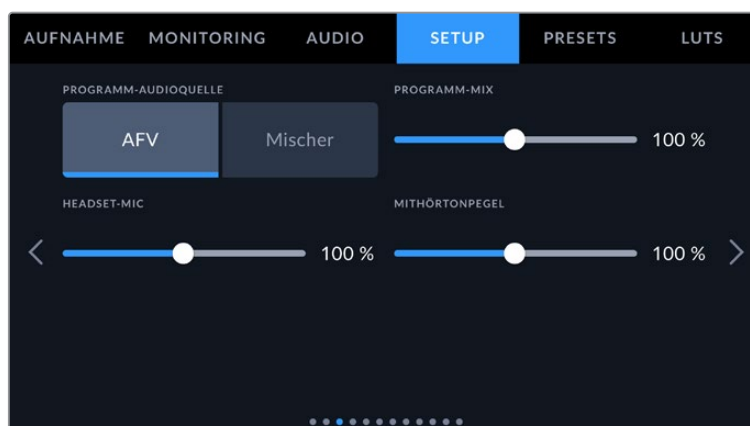 AUFNAHME MONITORING AUDIO SETUP PRESETS LUTS
PROGRAMM-AUDIOQUELLE PROGRAMM-MIX
AFV Mischer 100 %
HEADSET-MIC MITHÖRTONPEGEL
100 % 100 %